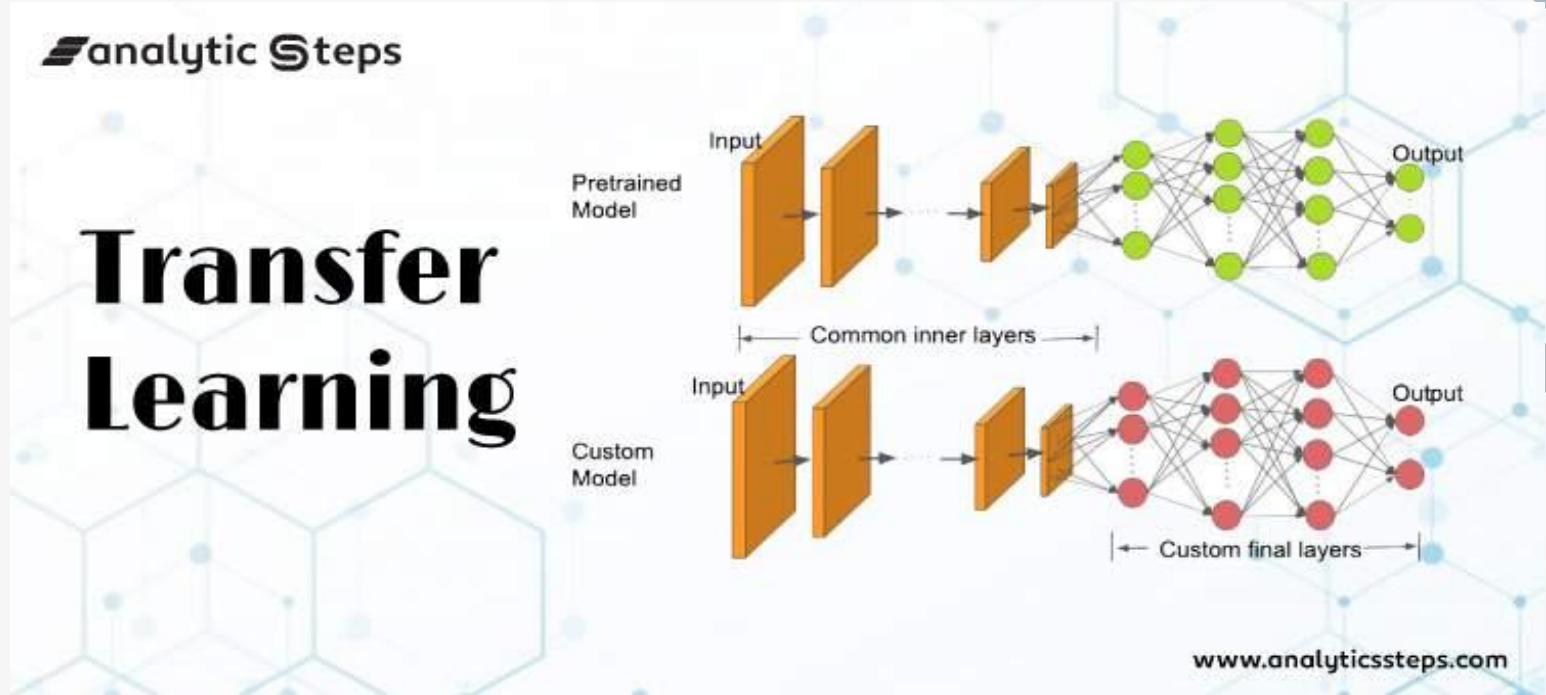 analytic Steps
Transfer
Learning
Input
Pretrained
Model
Output
Common inner layers
Input
Custom
Model
Output
Custom final layers
www.analyticssteps.com